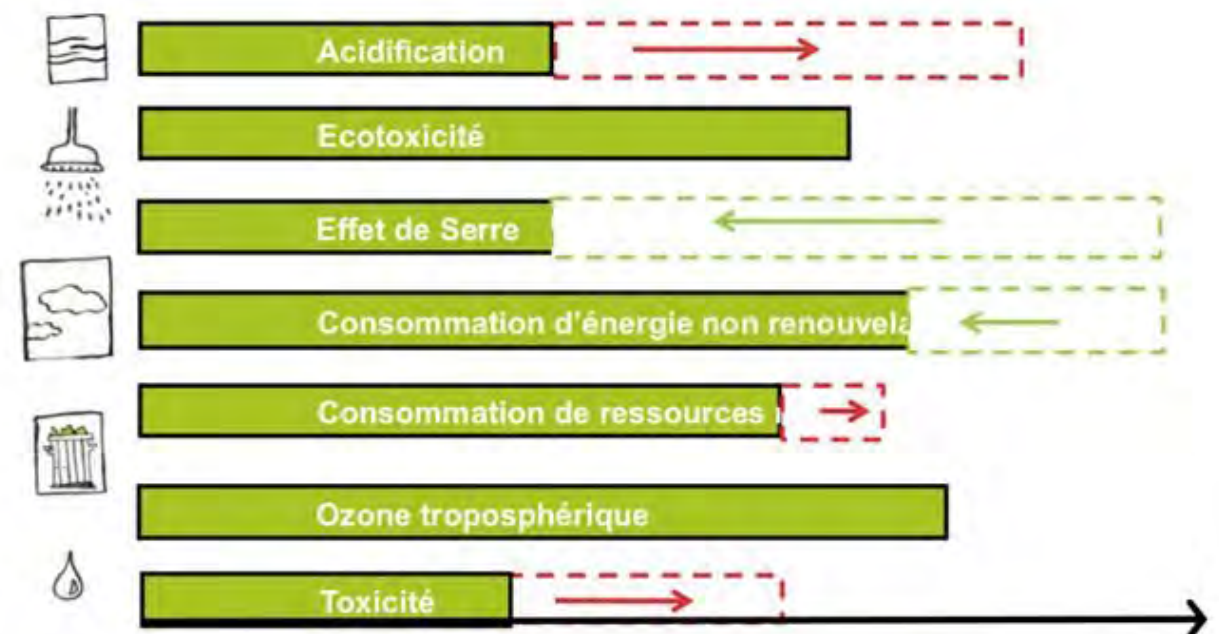 Acidification
Ecotoxicité
Effet de Serre
Consommation d'énergie non renouvela
Consommation de ressources
Ozone troposphérique
Toxicité